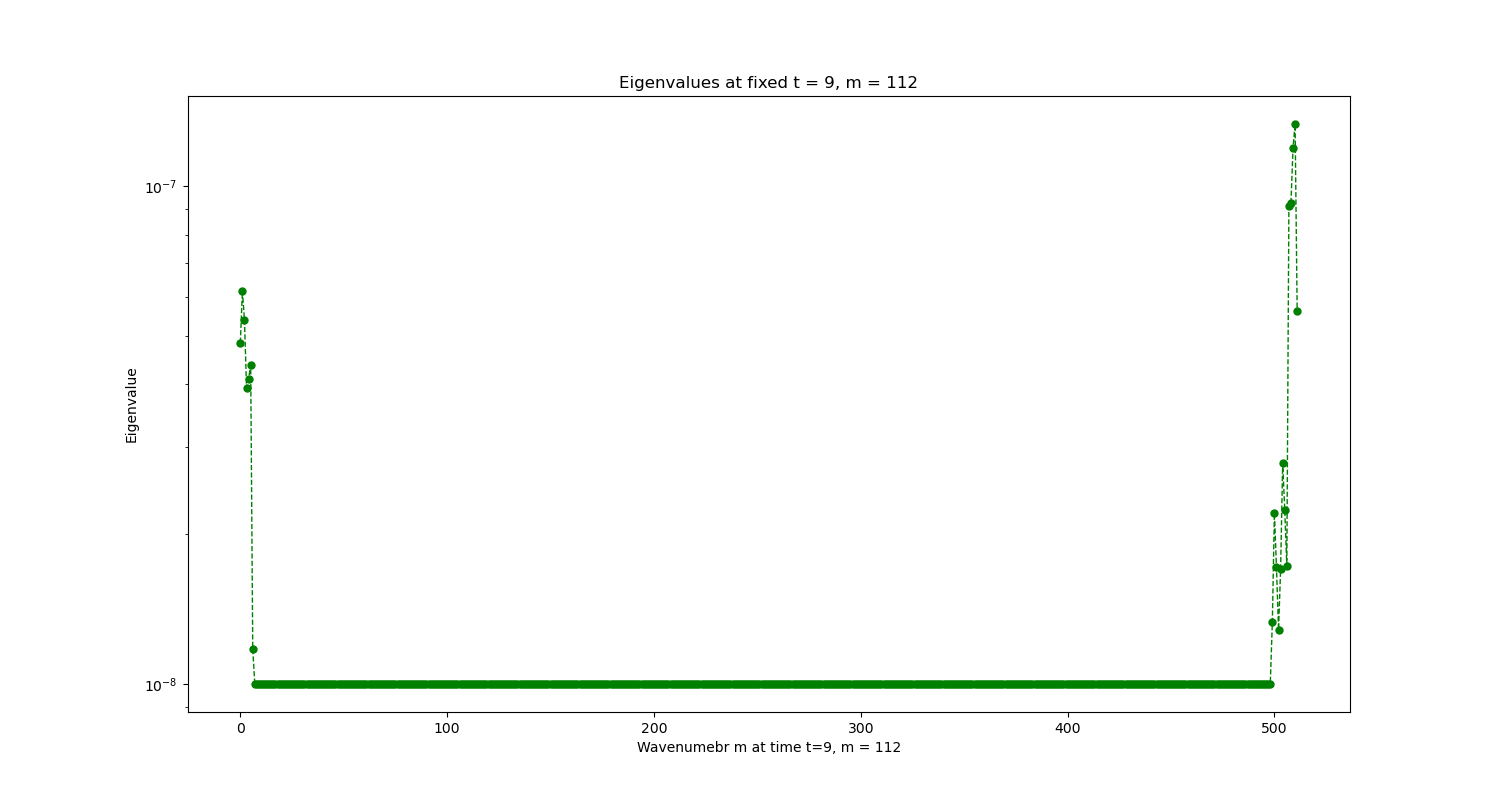 Eigenvalues at fixed t = 9, m = 112
10⁻⁷
10⁻⁸
Eigenvalue
0 100 200 300 400 500
Wavenumebr m at time t=9, m = 112